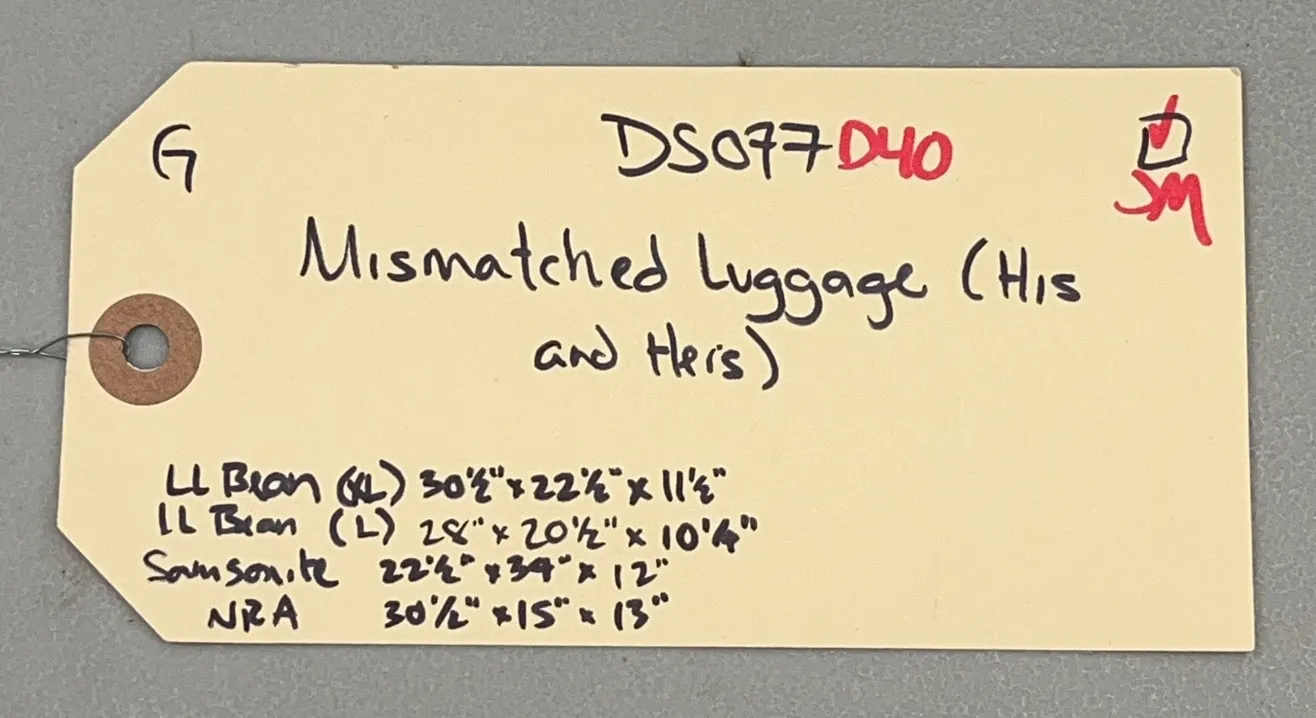 G DS077D40
JM
Mismatched Luggage (His
and Hers)
LL Bean (XL) 30½" x 22½" x 11½"
LL Bean (L) 28" x 20½" x 10¼"
Samsonite 22½" x 34" x 12"
NRA 30½" x 15" x 13"